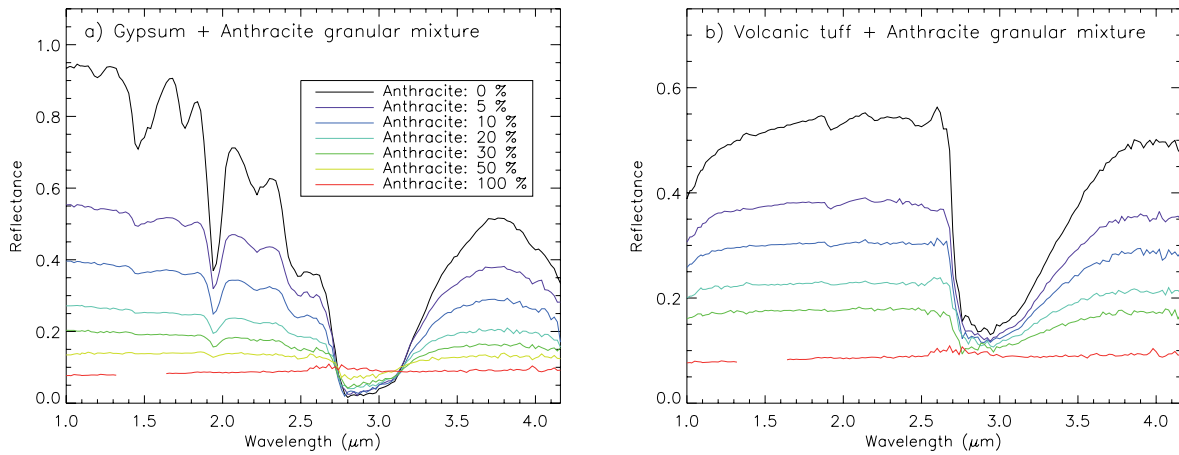 a) Gypsum + Anthracite granular mixture
1.0
0.8
0.6
0.4
0.2
0.0
Reflectance
Anthracite: 0 %
Anthracite: 5 %
Anthracite: 10 %
Anthracite: 20 %
Anthracite: 30 %
Anthracite: 50 %
Anthracite: 100 %
1.0 1.5 2.0 2.5 3.0 3.5 4.0
Wavelength (μm)
b) Volcanic tuff + Anthracite granular mixture
0.6
0.4
0.2
0.0
Reflectance
1.0 1.5 2.0 2.5 3.0 3.5 4.0
Wavelength (μm)